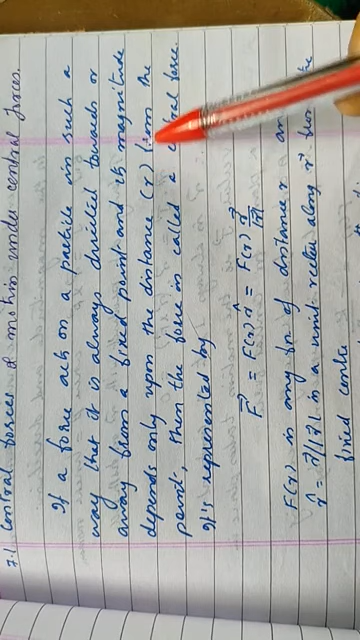 7.1 Central forces & motion under central forces.
If a force acts on a particle in such a
way that it is always directed towards or
away from a fixed point and its magnitude
depends only upon the distance (r) from the
point, then the force is called a central force.
It's represented by
F⃗ = F(r) r̂ = F(r) r⃗/|r⃗|
F(r) is any fn of distance r
r̂ = r⃗/|r⃗| is a unit vector along r⃗ from the
fixed centre